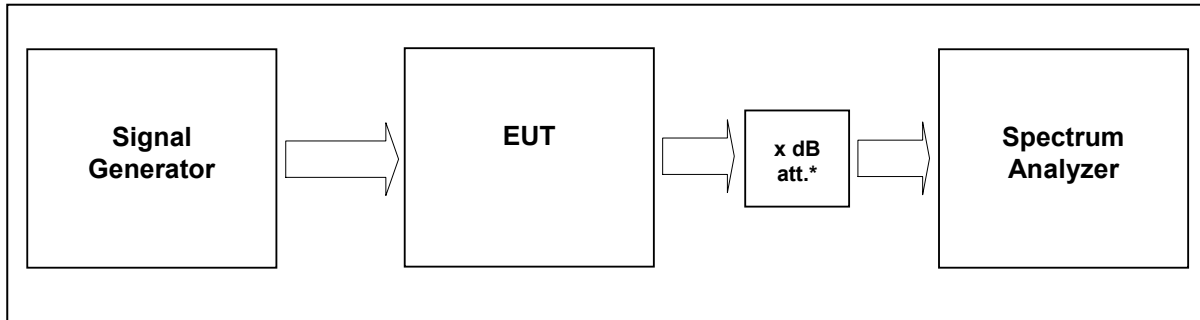 Signal
Generator
EUT
x dB
att.*
Spectrum
Analyzer